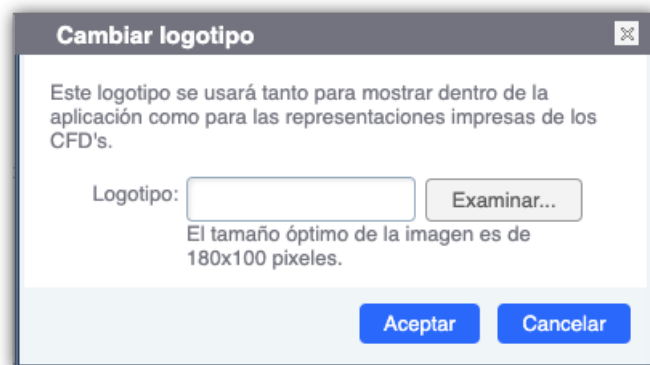 Cambiar logotipo
Este logotipo se usará tanto para mostrar dentro de la
aplicación como para las representaciones impresas de los
CFD's.
Logotipo: Examinar...
El tamaño óptimo de la imagen es de
180x100 pixeles.
Aceptar Cancelar